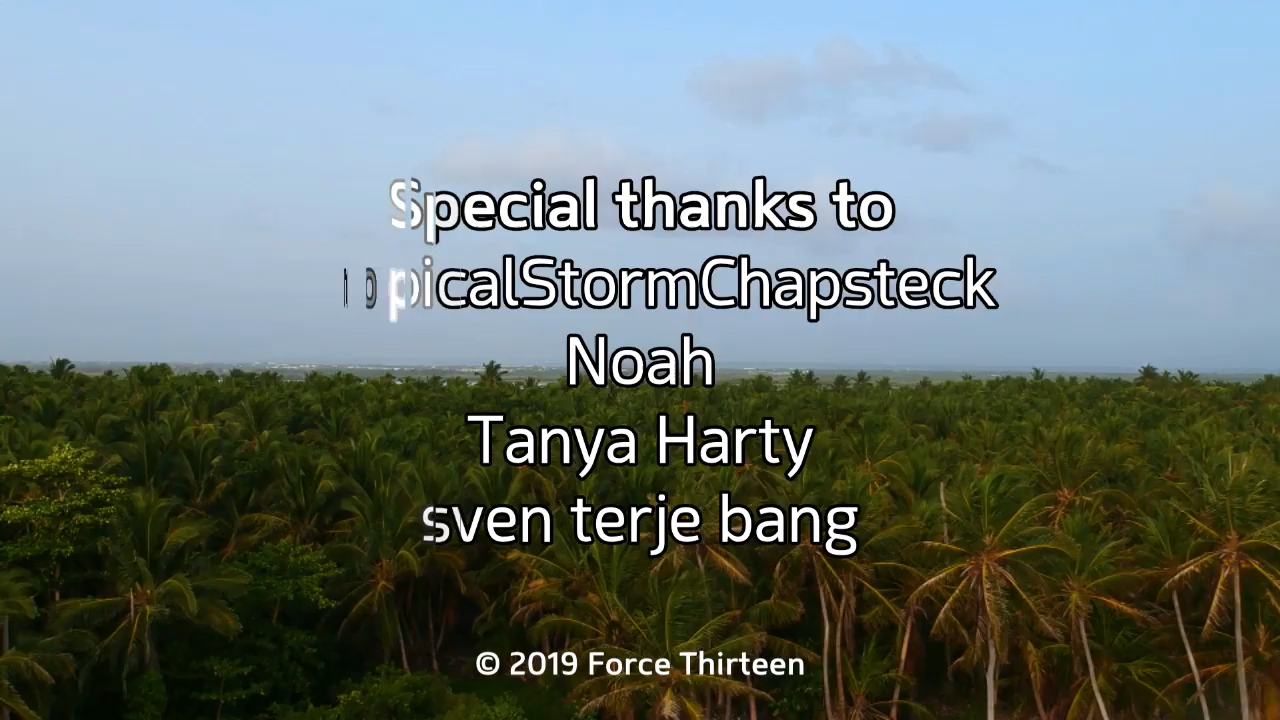 Special thanks to
picalStormChapsteck
Noah
Tanya Harty
sven terje bang
© 2019 Force Thirteen